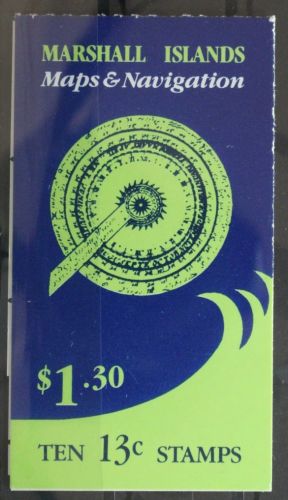 MARSHALL ISLANDS
Maps & Navigation
$1.30
TEN 13c STAMPS